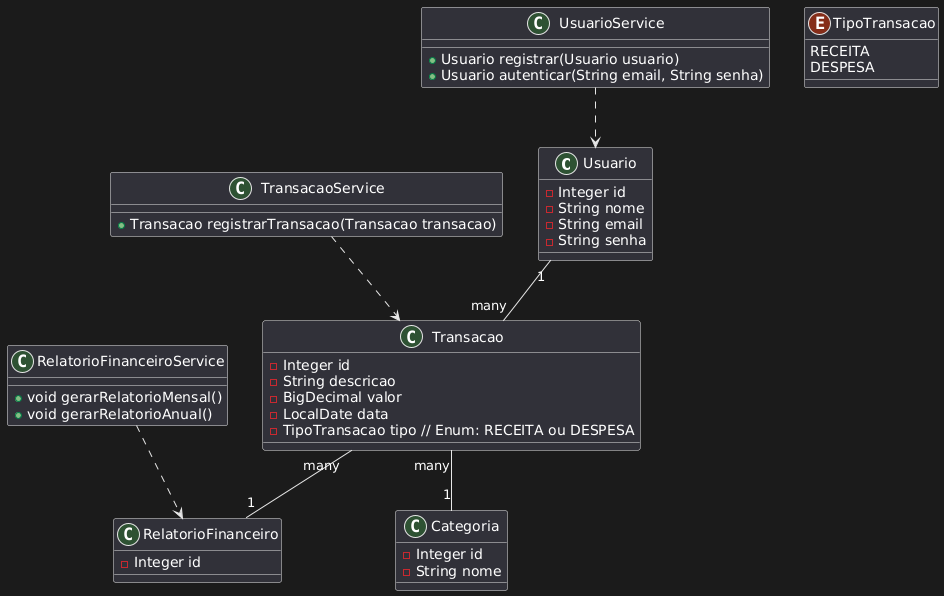 C UsuarioService
+ Usuario registrar(Usuario usuario)
+ Usuario autenticar(String email, String senha)
E TipoTransacao
RECEITA
DESPESA
C Usuario
Integer id
String nome
String email
String senha
C TransacaoService
Transacao registrarTransacao(Transacao transacao)
1
many
C Transacao
Integer id
String descricao
BigDecimal valor
LocalDate data
TipoTransacao tipo // Enum: RECEITA ou DESPESA
C RelatorioFinanceiroService
void gerarRelatorioMensal()
void gerarRelatorioAnual()
many
1
many
1
C RelatorioFinanceiro
Integer id
C Categoria
Integer id
String nome